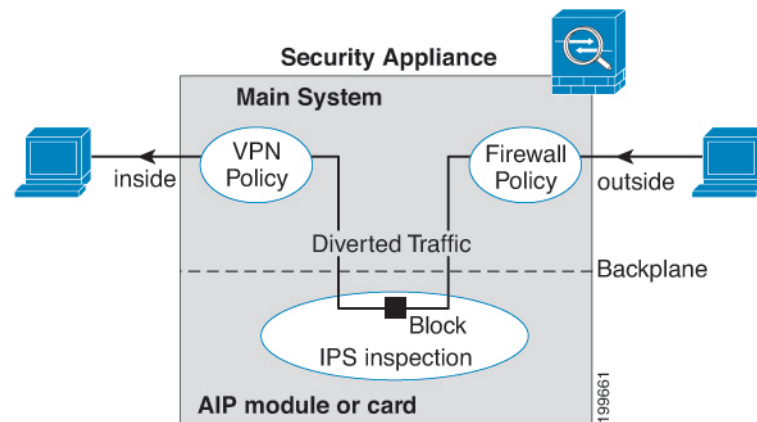 Security Appliance
Main System
VPN
Policy
Firewall
Policy
inside
outside
Diverted Traffic
Backplane
Block
IPS inspection
AIP module or card
199661